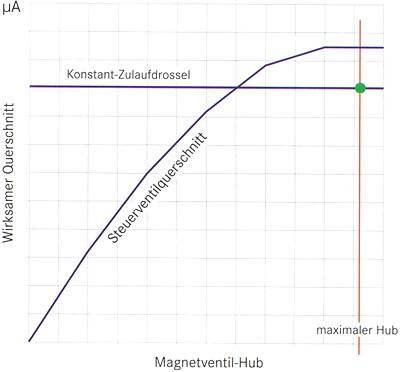 µA
Konstant-Zulaufdrossel
Wirksamer Querschnitt
Steuerventilquerschnitt
maximaler Hub
Magnetventil-Hub